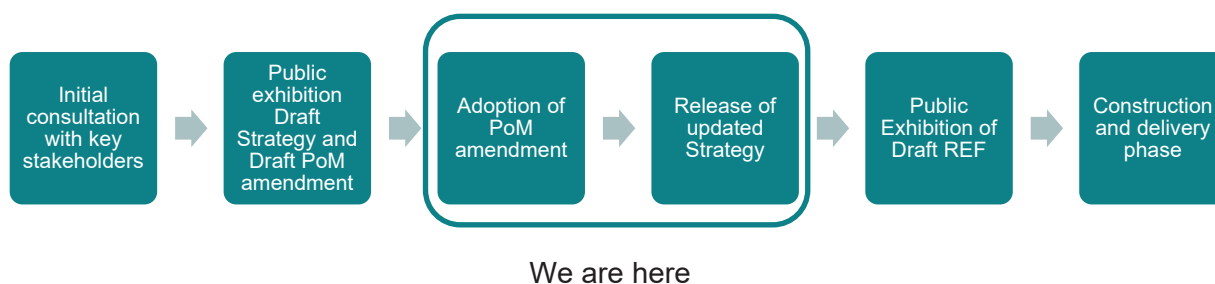 Initial
consultation
with key
stakeholders
Public
exhibition
Draft
Strategy and
Draft PoM
amendment
Adoption of
PoM
amendment
Release of
updated
Strategy
Public
Exhibition of
Draft REF
Construction
and delivery
phase
We are here